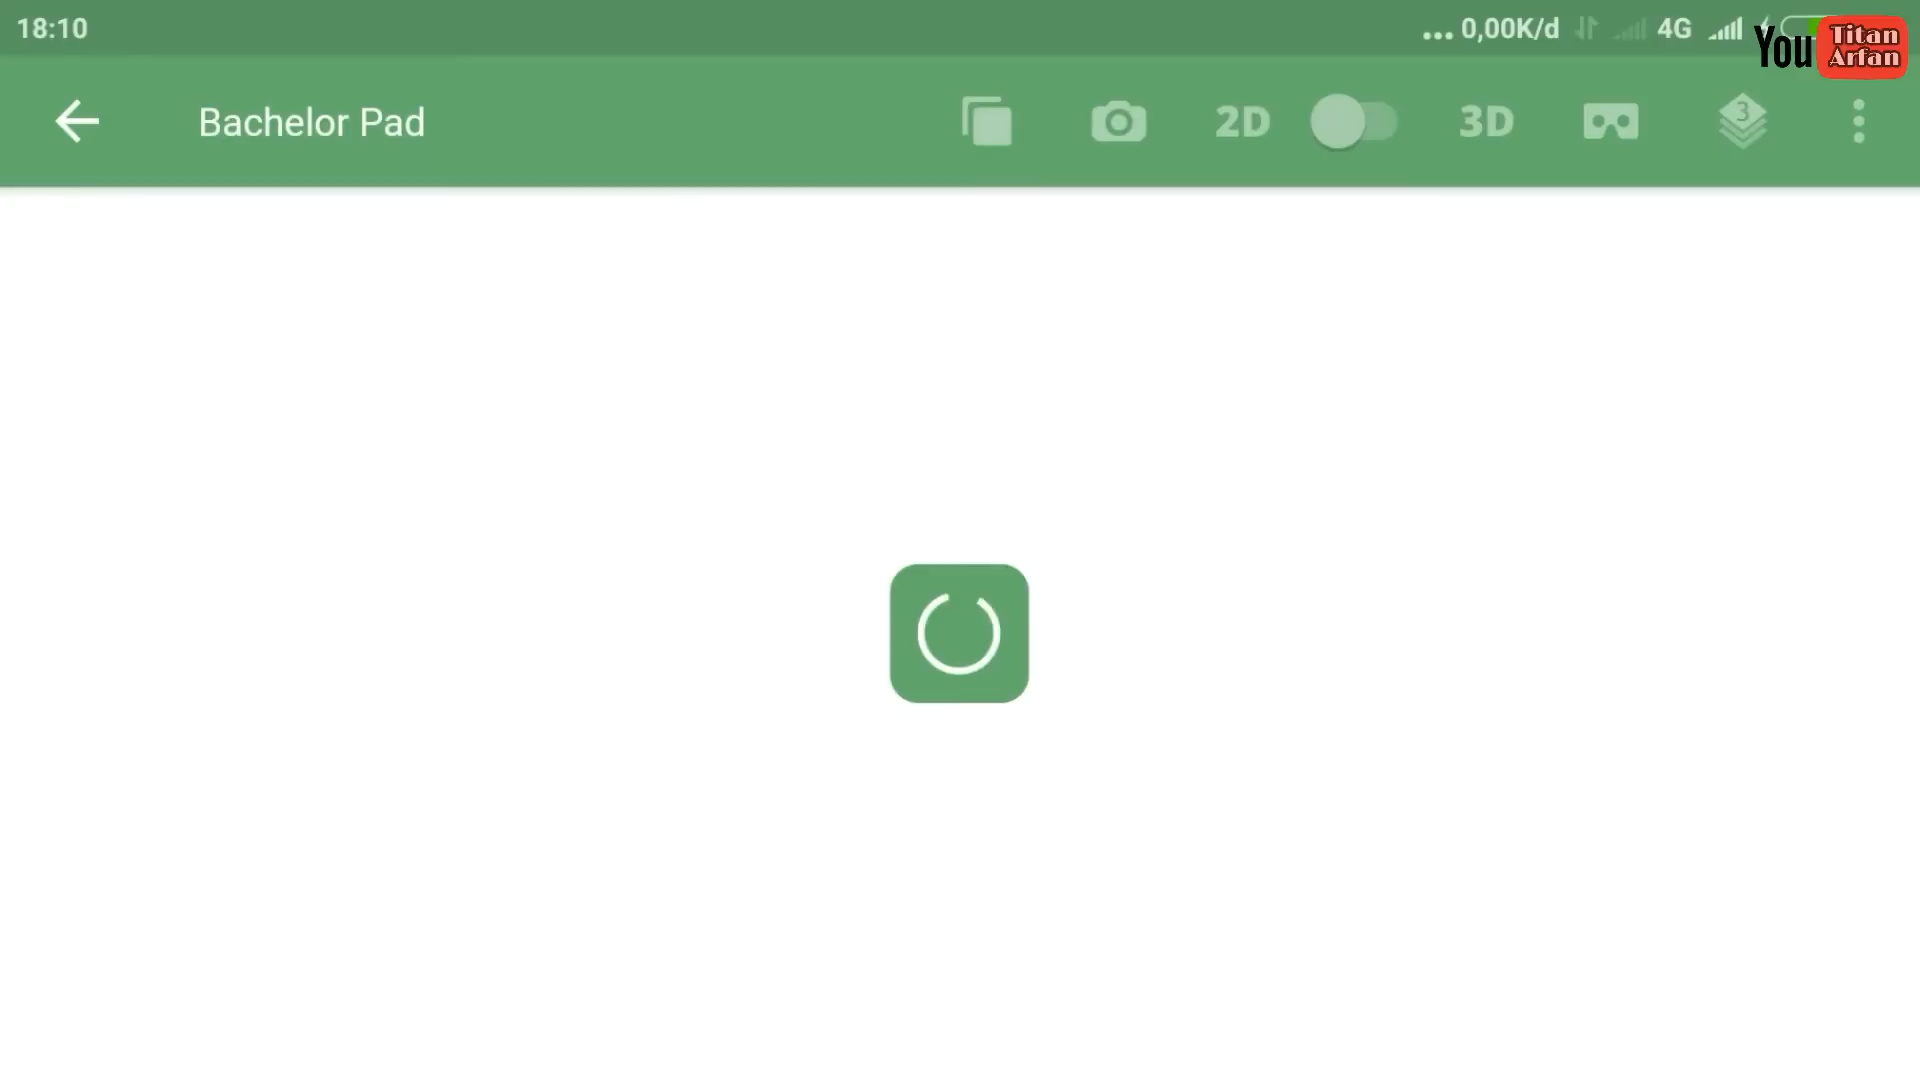 18:10
... 0,00K/d 4G
You Titan
Arfan
Bachelor Pad
2D
3D
3